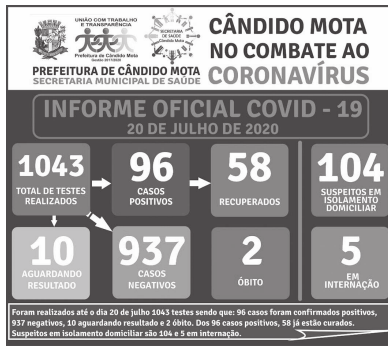 UNIÃO COM TRABALHO
E TRANSPARÊNCIA
Prefeitura de Cândido Mota
SECRETARIA
DE SAÚDE
PREFEITURA DE CÂNDIDO MOTA
SECRETARIA MUNICIPAL DE SAÚDE
CÂNDIDO MOTA
NO COMBATE AO
CORONAVÍRUS
INFORME OFICIAL COVID - 19
20 DE JULHO DE 2020
1043
TOTAL DE TESTES
REALIZADOS
96
CASOS
POSITIVOS
58
RECUPERADOS
104
SUSPEITOS EM
ISOLAMENTO
DOMICILIAR
10
AGUARDANDO
RESULTADO
937
CASOS
NEGATIVOS
2
ÓBITO
5
EM
INTERNAÇÃO
Foram realizados até o dia 20 de julho 1043 testes sendo que: 96 casos foram confirmados positivos,
937 negativos, 10 aguardando resultado e 2 óbito. Dos 96 casos positivos, 58 já estão curados.
Suspeitos em isolamento domiciliar são 104 e 5 em internação.